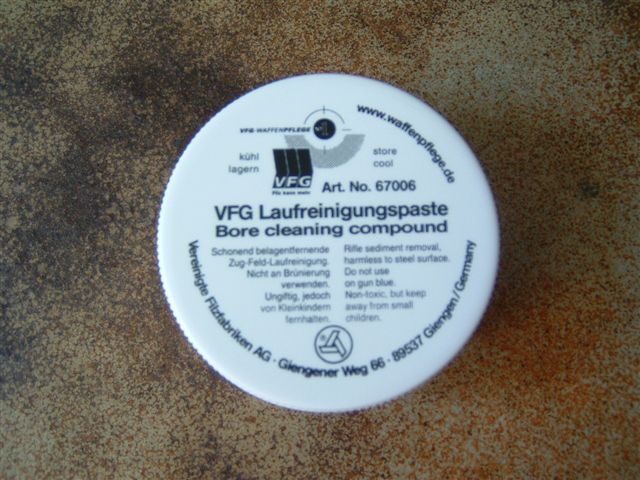 www.waffenpflege.de
VFG-WAFFENPFLEGE
kühl
lagern
store
cool
VFG
Filz kann mehr
Art. No. 67006
VFG Laufreinigungspaste
Bore cleaning compound
Schonend belagentfernende
Zug-Feld-Laufreinigung.
Nicht an Brünierung
verwenden.
Ungiftig, jedoch
von Kleinkindern
fernhalten.
Rifle sediment removal,
harmless to steel surface.
Do not use
on gun blue.
Non-toxic, but keep
away from small
children.
Vereinigte Filzfabriken AG · Giengener Weg 66 · 89537 Giengen/Germany